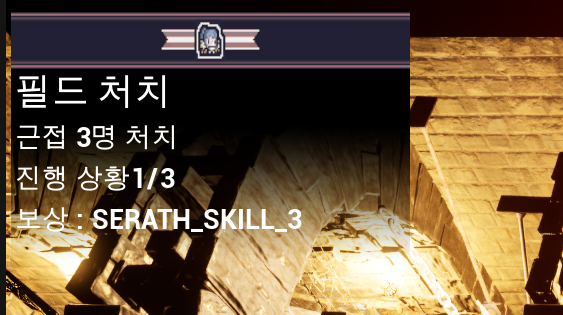 필드 처치
근접 3명 처치
진행 상황1/3
보상 : SERATH_SKILL_3